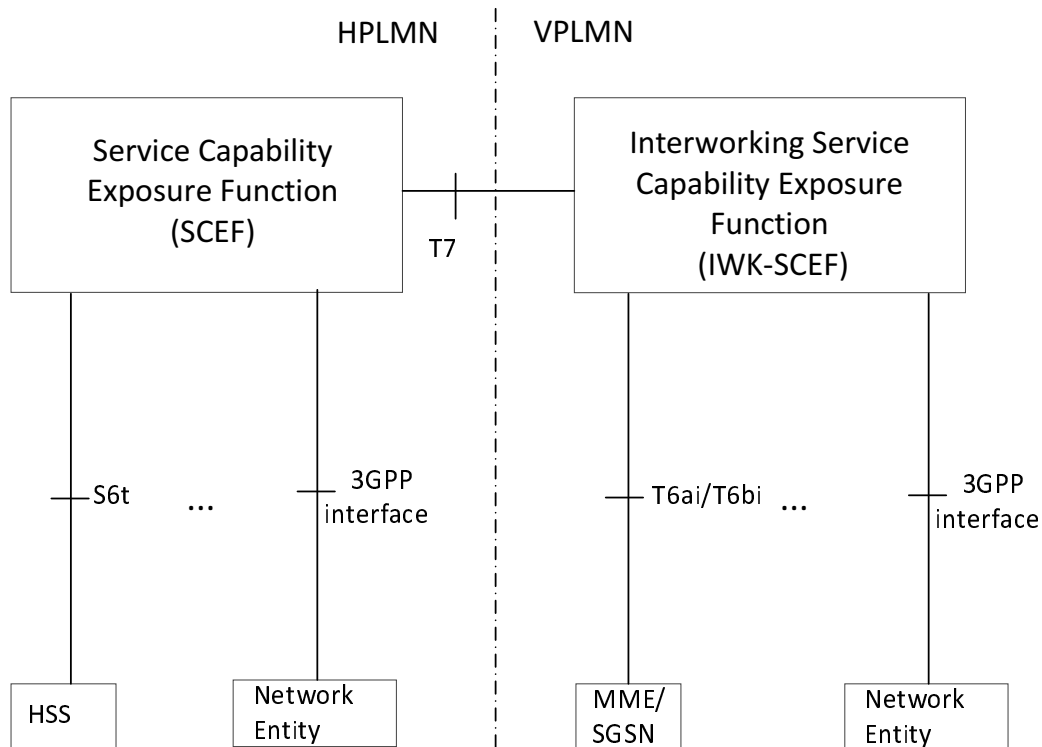 HPLMN
VPLMN
Service Capability
Exposure Function
(SCEF)
Interworking Service
Capability Exposure
Function
(IWK-SCEF)
T7
S6t
...
3GPP
interface
T6ai/T6bi
...
3GPP
interface
HSS
Network
Entity
MME/
SGSN
Network
Entity